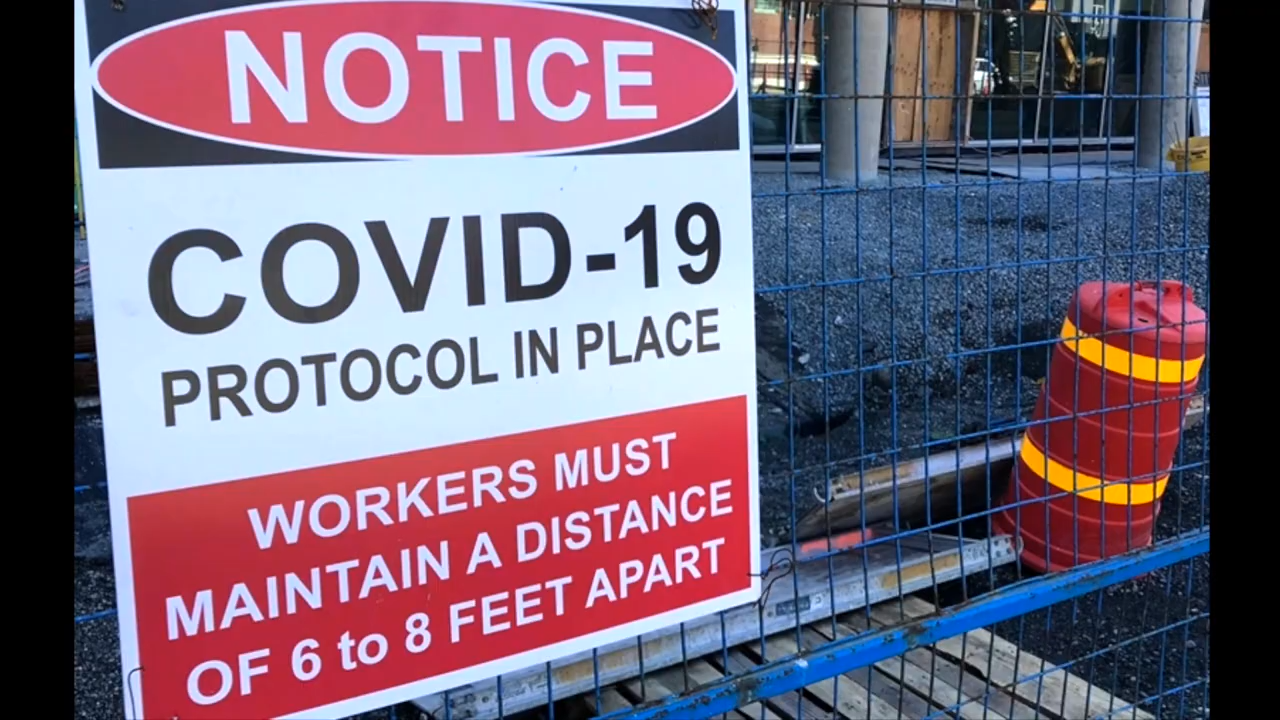 NOTICE
COVID-19
PROTOCOL IN PLACE
WORKERS MUST
MAINTAIN A DISTANCE
OF 6 to 8 FEET APART